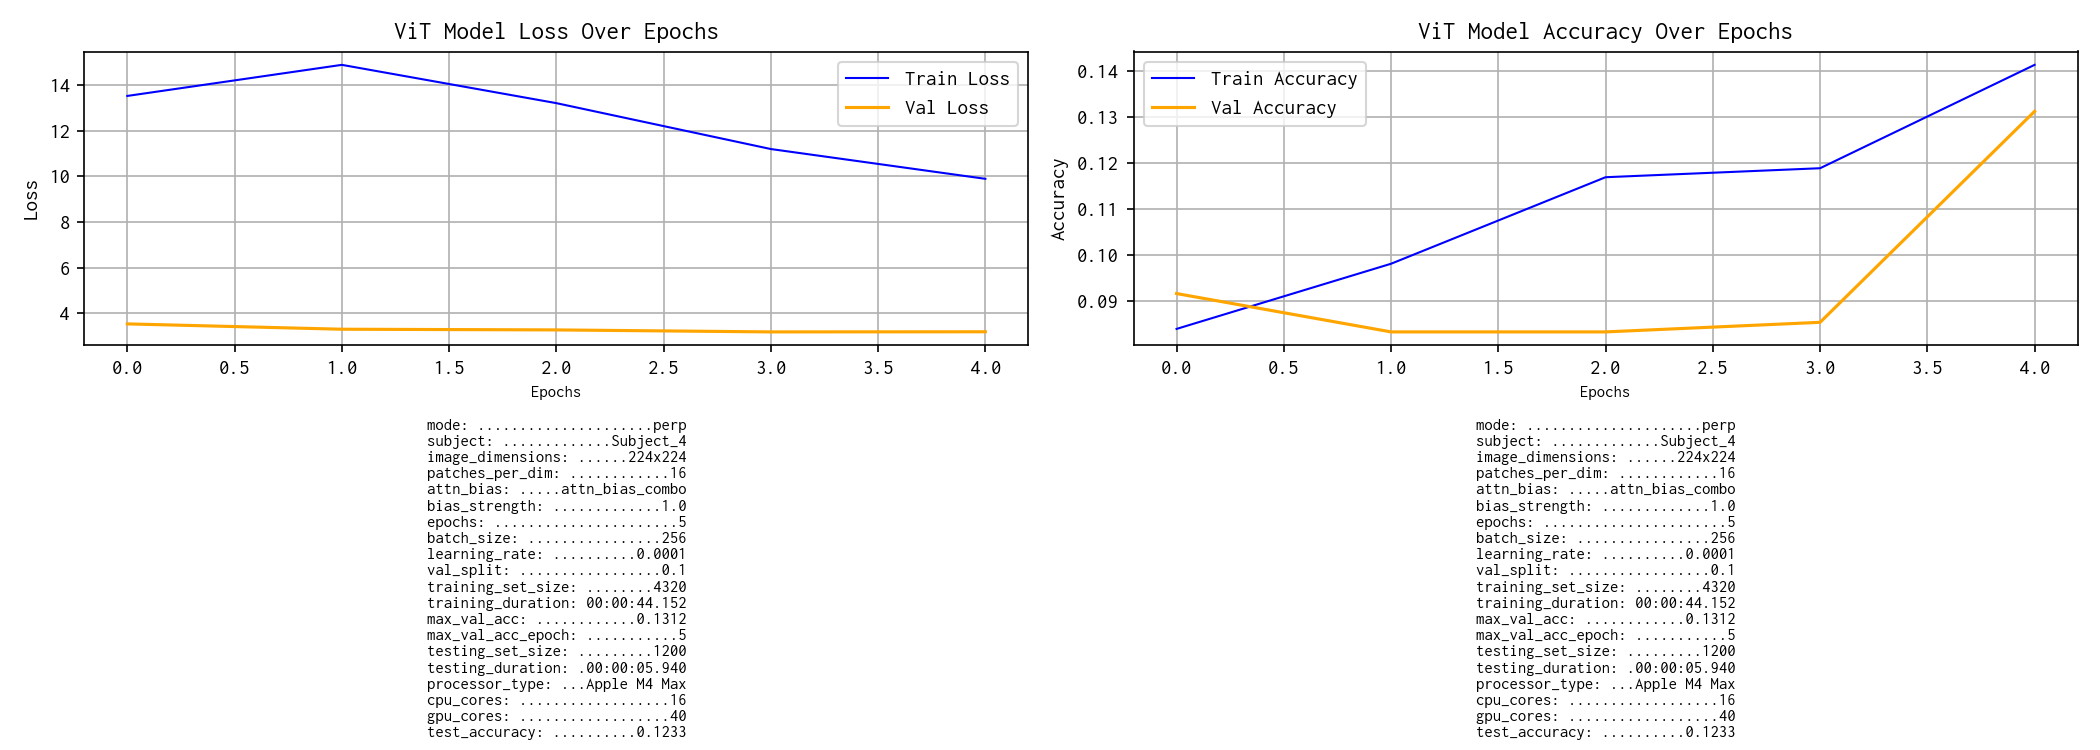 ViT Model Loss Over Epochs
Train Loss
Val Loss
Loss
14
12
10
8
6
4
0.0 0.5 1.0 1.5 2.0 2.5 3.0 3.5 4.0
Epochs
mode: .....................perp
subject: .............Subject_4
image_dimensions: ......224x224
patches_per_dim: ............16
attn_bias: .....attn_bias_combo
bias_strength: .............1.0
epochs: ......................5
batch_size: ................256
learning_rate: ..........0.0001
val_split: .................0.1
training_set_size: ........4320
training_duration: 00:00:44.152
max_val_acc: ............0.1312
max_val_acc_epoch: ...........5
testing_set_size: .........1200
testing_duration: .00:00:05.940
processor_type: ...Apple M4 Max
cpu_cores: ..................16
gpu_cores: ..................40
test_accuracy: ..........0.1233
ViT Model Accuracy Over Epochs
Train Accuracy
Val Accuracy
Accuracy
0.14
0.13
0.12
0.11
0.10
0.09
0.0 0.5 1.0 1.5 2.0 2.5 3.0 3.5 4.0
Epochs
mode: .....................perp
subject: .............Subject_4
image_dimensions: ......224x224
patches_per_dim: ............16
attn_bias: .....attn_bias_combo
bias_strength: .............1.0
epochs: ......................5
batch_size: ................256
learning_rate: ..........0.0001
val_split: .................0.1
training_set_size: ........4320
training_duration: 00:00:44.152
max_val_acc: ............0.1312
max_val_acc_epoch: ...........5
testing_set_size: .........1200
testing_duration: .00:00:05.940
processor_type: ...Apple M4 Max
cpu_cores: ..................16
gpu_cores: ..................40
test_accuracy: ..........0.1233